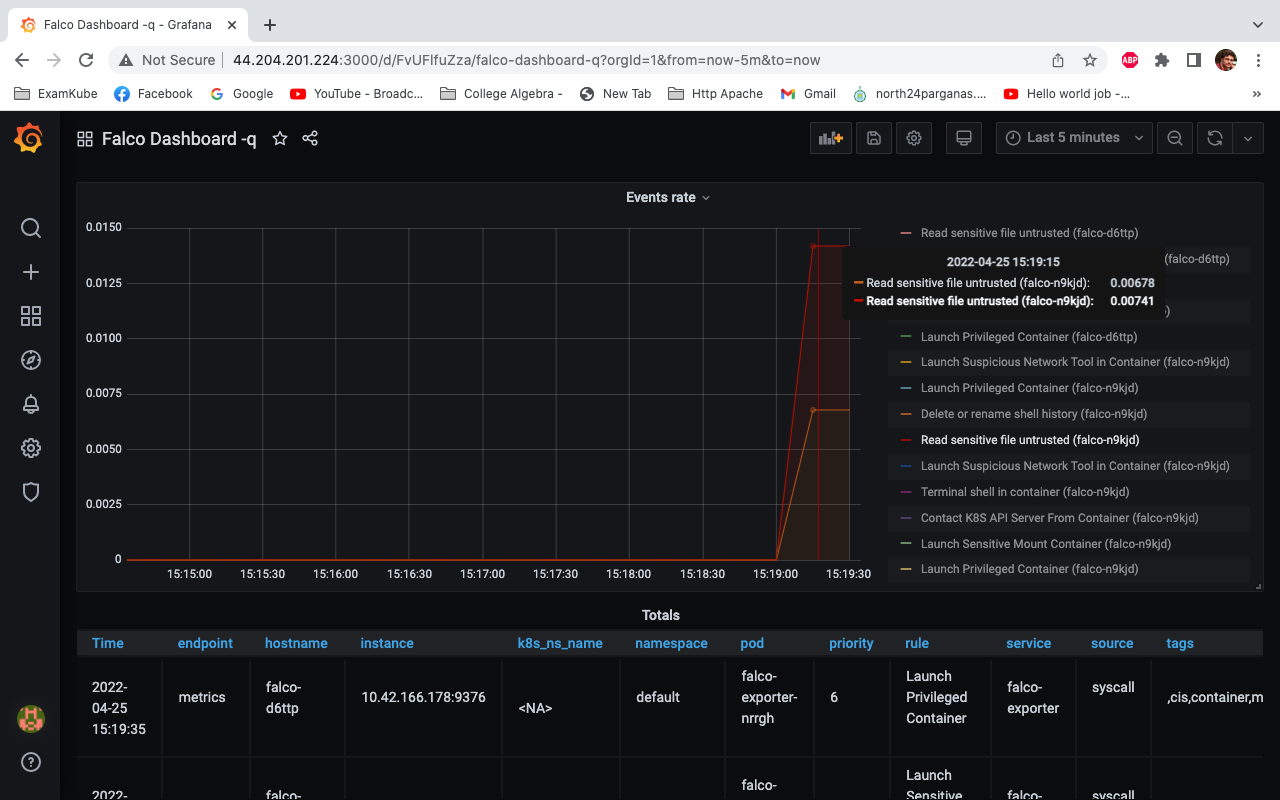 Falco Dashboard -q - Grafana
Not Secure
44.204.201.224:3000/d/FvUFlfuZza/falco-dashboard-q?orgId=1&from=now-5m&to=now
ABP
ExamKube Facebook Google YouTube - Broadc... College Algebra - New Tab Http Apache Gmail north24parganas.... Hello world job -... »
Falco Dashboard -q
Last 5 minutes
Events rate
0.0150
0.0125
0.0100
0.0075
0.0050
0.0025
0
15:15:00 15:15:30 15:16:00 15:16:30 15:17:00 15:17:30 15:18:00 15:18:30 15:19:00 15:19:30
Read sensitive file untrusted (falco-d6ttp)
(falco-d6ttp)
2022-04-25 15:19:15
Read sensitive file untrusted (falco-n9kjd): 0.00678
Read sensitive file untrusted (falco-n9kjd): 0.00741
Launch Privileged Container (falco-d6ttp)
Launch Suspicious Network Tool in Container (falco-n9kjd)
Launch Privileged Container (falco-n9kjd)
Delete or rename shell history (falco-n9kjd)
Read sensitive file untrusted (falco-n9kjd)
Launch Suspicious Network Tool in Container (falco-n9kjd)
Terminal shell in container (falco-n9kjd)
Contact K8S API Server From Container (falco-n9kjd)
Launch Sensitive Mount Container (falco-n9kjd)
Launch Privileged Container (falco-n9kjd)
Totals
Time endpoint hostname instance k8s_ns_name namespace pod priority rule service source tags
2022-
04-25
15:19:35
metrics
falco-
d6ttp
10.42.166.178:9376
<NA>
default
falco-
exporter-
nrrgh
6
Launch
Privileged
Container
falco-
exporter
syscall
,cis,container,m
2022-
falco-
falco-
Launch
Sensitive
falco-
syscall